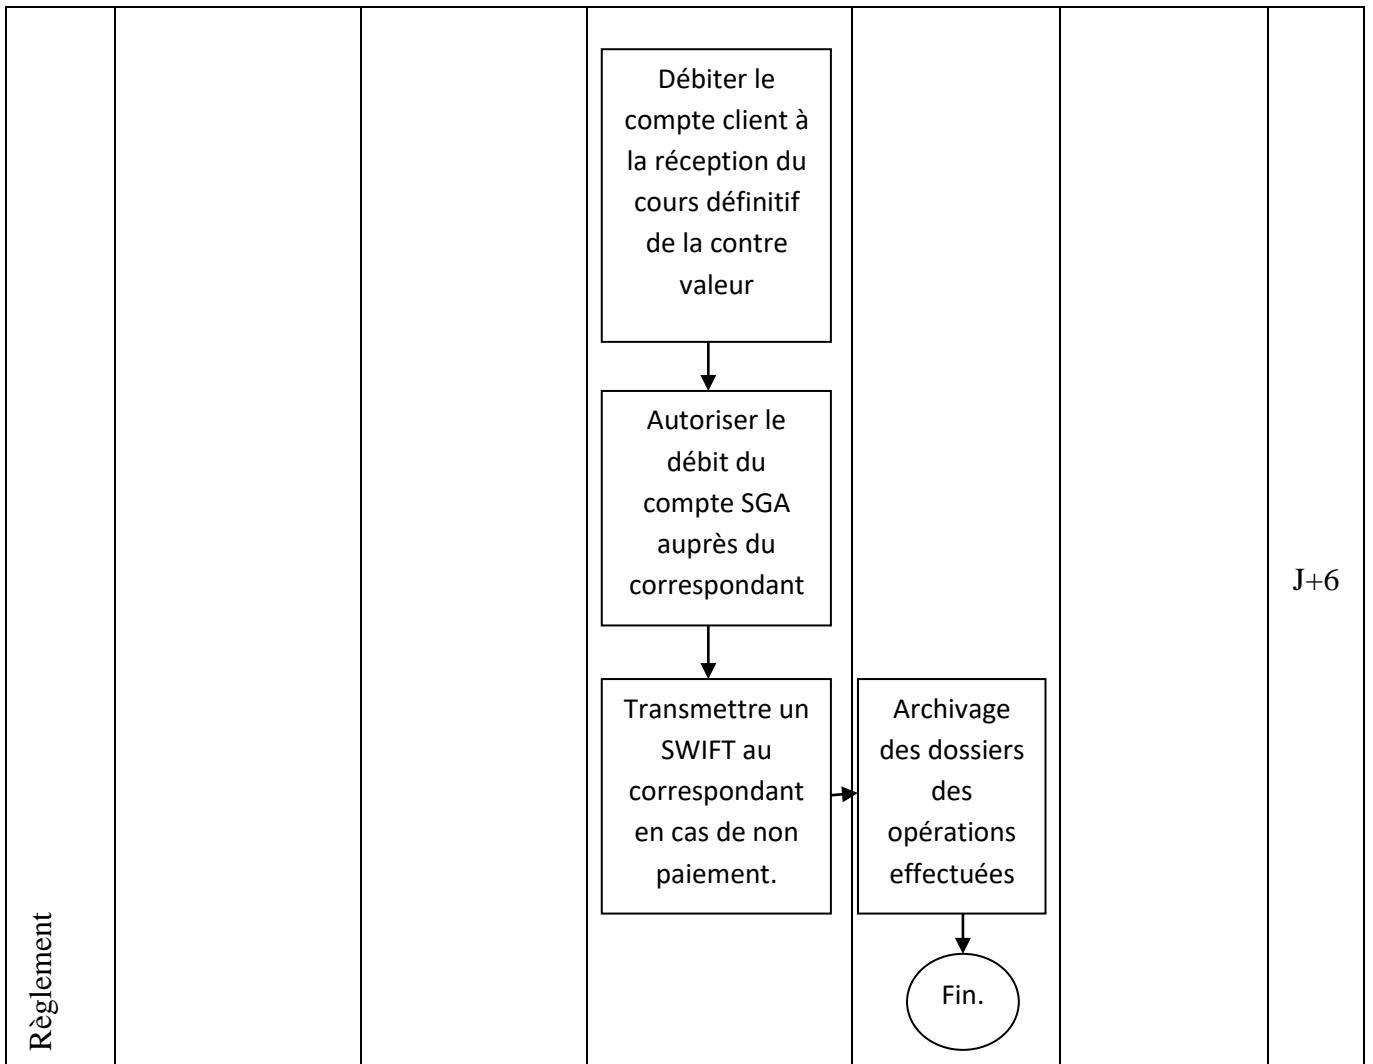 Débiter le
compte client à
la réception du
cours définitif
de la contre
valeur
Autoriser le
débit du
compte SGA
auprès du
correspondant
J+6
Transmettre un
SWIFT au
correspondant
en cas de non
paiement.
Archivage
des dossiers
des
opérations
effectuées
Fin.
Règlement